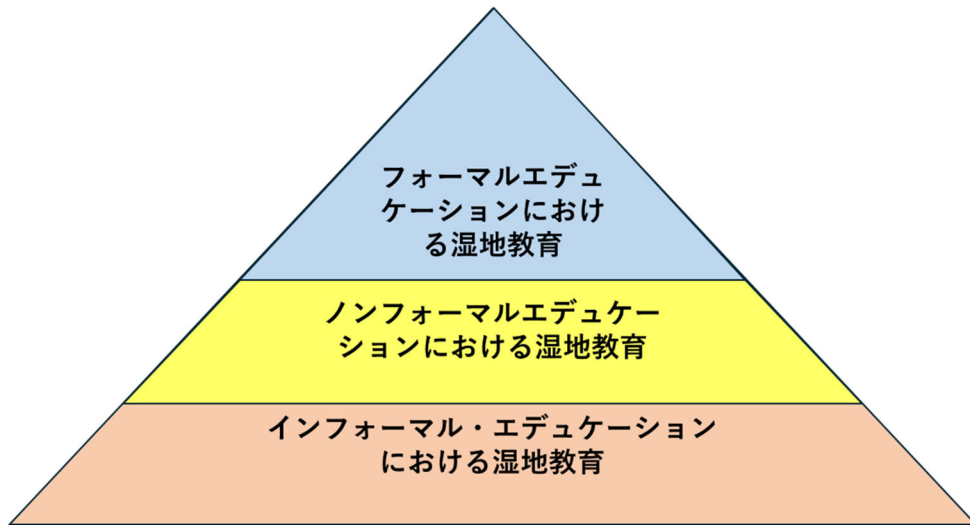 フォーマルエデュ
ケーションにおけ
る湿地教育
ノンフォーマルエデュケー
ションにおける湿地教育
インフォーマル・エデュケーション
における湿地教育